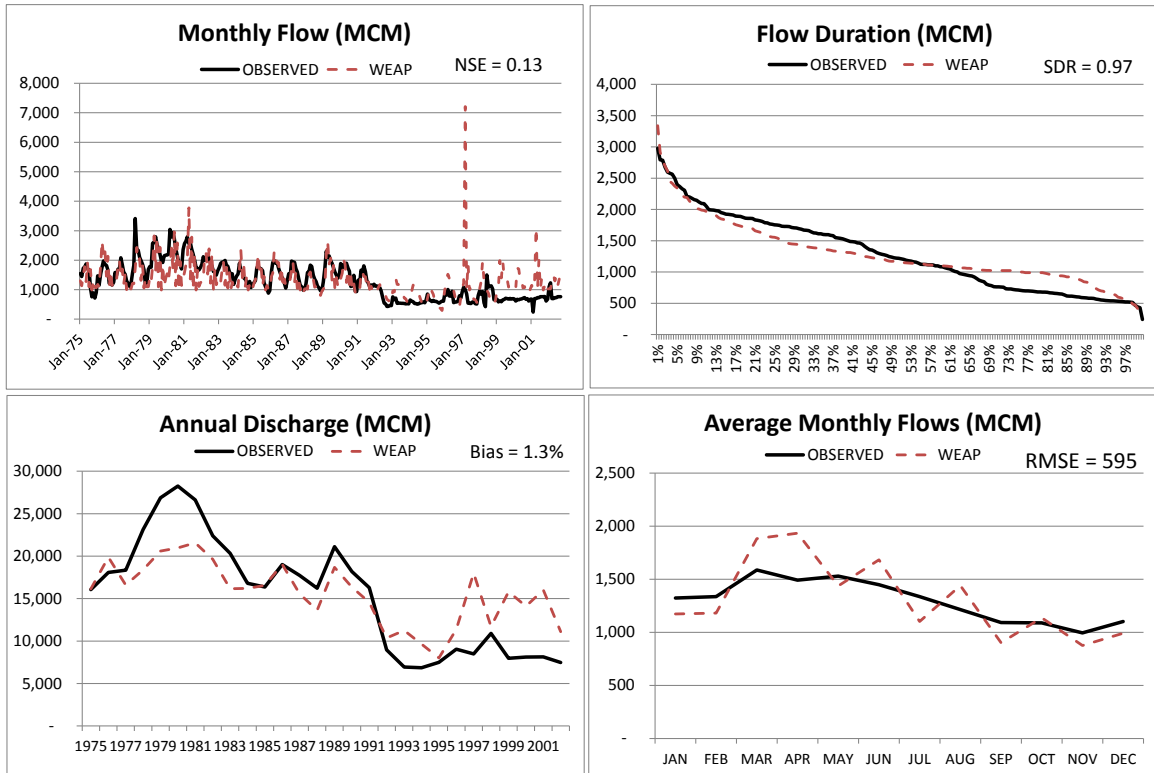 Monthly Flow (MCM)
OBSERVED WEAP NSE = 0.13
8,000
7,000
6,000
5,000
4,000
3,000
2,000
1,000
-
Jan-75 Jan-77 Jan-79 Jan-81 Jan-83 Jan-85 Jan-87 Jan-89 Jan-91 Jan-93 Jan-95 Jan-97 Jan-99 Jan-01
Flow Duration (MCM)
OBSERVED WEAP SDR = 0.97
4,000
3,500
3,000
2,500
2,000
1,500
1,000
500
-
1% 5% 9% 13% 17% 21% 25% 29% 33% 37% 41% 45% 49% 53% 57% 61% 65% 69% 73% 77% 81% 85% 89% 93% 97%
Annual Discharge (MCM)
OBSERVED WEAP Bias = 1.3%
30,000
25,000
20,000
15,000
10,000
5,000
-
1975 1977 1979 1981 1983 1985 1987 1989 1991 1993 1995 1997 1999 2001
Average Monthly Flows (MCM)
OBSERVED WEAP RMSE = 595
2,500
2,000
1,500
1,000
500
-
JAN FEB MAR APR MAY JUN JUL AUG SEP OCT NOV DEC